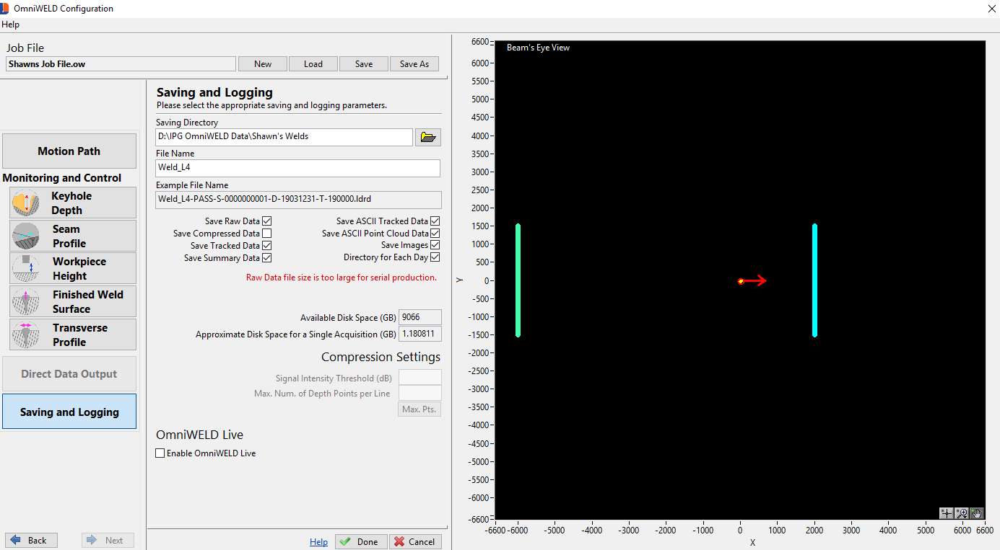 OmniWELD Configuration
Help
Job File
Shawns Job File.ow
New
Load
Save
Save As
Motion Path
Monitoring and Control
Keyhole
Depth
Seam
Profile
Workpiece
Height
Finished Weld
Surface
Transverse
Profile
Direct Data Output
Saving and Logging
Back
Next
Saving and Logging
Please select the appropriate saving and logging parameters.
Saving Directory
D:\IPG OmniWELD Data\Shawn's Welds
File Name
Weld_L4
Example File Name
Weld_L4-PASS-S-0000000001-D-19031231-T-190000.ldrd
Save Raw Data
Save ASCII Tracked Data
Save Compressed Data
Save ASCII Point Cloud Data
Save Tracked Data
Save Images
Save Summary Data
Directory for Each Day
Raw Data file size is too large for serial production.
Available Disk Space (GB) 9066
Approximate Disk Space for a Single Acquisition (GB) 1.180811
Compression Settings
Signal Intensity Threshold (dB)
Max. Num. of Depth Points per Line
Max. Pts.
OmniWELD Live
Enable OmniWELD Live
Help
Done
Cancel
Beam's Eye View
6600
6000
5500
5000
4500
4000
3500
3000
2500
2000
1500
1000
500
0
-500
-1000
-1500
-2000
-2500
-3000
-3500
-4000
-4500
-5000
-5500
-6000
-6600
Y
-6600 -6000 -5000 -4000 -3000 -2000 -1000 0 1000 2000 3000 4000 5000 6000 6600
X